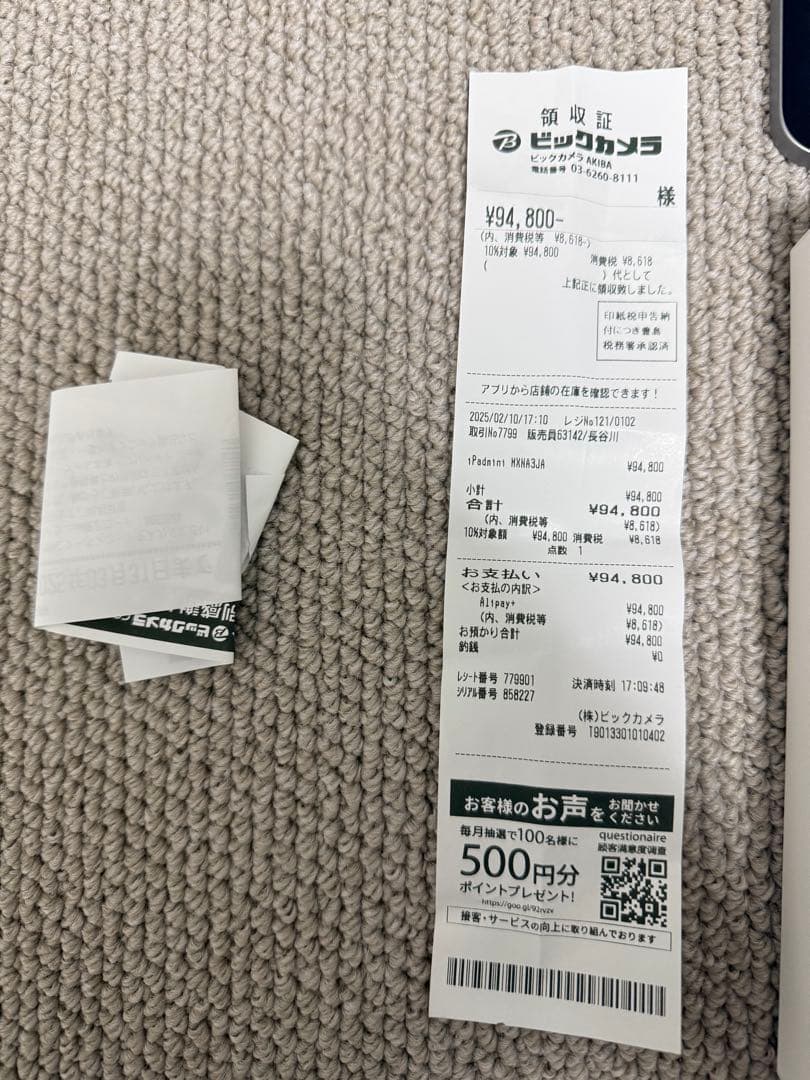 領収証
ビックカメラ
ビックカメラ AKIBA
電話番号 03-6260-8111
様
¥94,800-
(内、消費税等 ¥8,618-)
10%対象 ¥94,800 消費税 ¥8,618
( )代として
上記正に領収致しました。
印紙税申告納
付につき豊島
税務署承認済
アプリから店舗の在庫を確認できます!
2025/02/10/17:10 レジNo121/0102
取引No7799 販売員63142/長谷川
iPadmini MXNA3JA ¥94,800
小計 ¥94,800
合計 ¥94,800
(内、消費税等 ¥8,618)
10%対象額 ¥94,800 消費税 ¥8,618
点数 1
お支払い ¥94,800
<お支払の内訳>
Alipay+ ¥94,800
(内、消費税等 ¥8,618)
お預かり合計 ¥94,800
釣銭 ¥0
レシート番号 779901 決済時刻 17:09:48
シリアル番号 858227
(株)ビックカメラ
登録番号 T9013301010402
お客様のお声をお聞かせください
毎月抽選で100名様に
500円分
ポイントプレゼント!
questionaire
顧客满意度调查
接客・サービスの向上に取り組んでおります
ビックカメラ